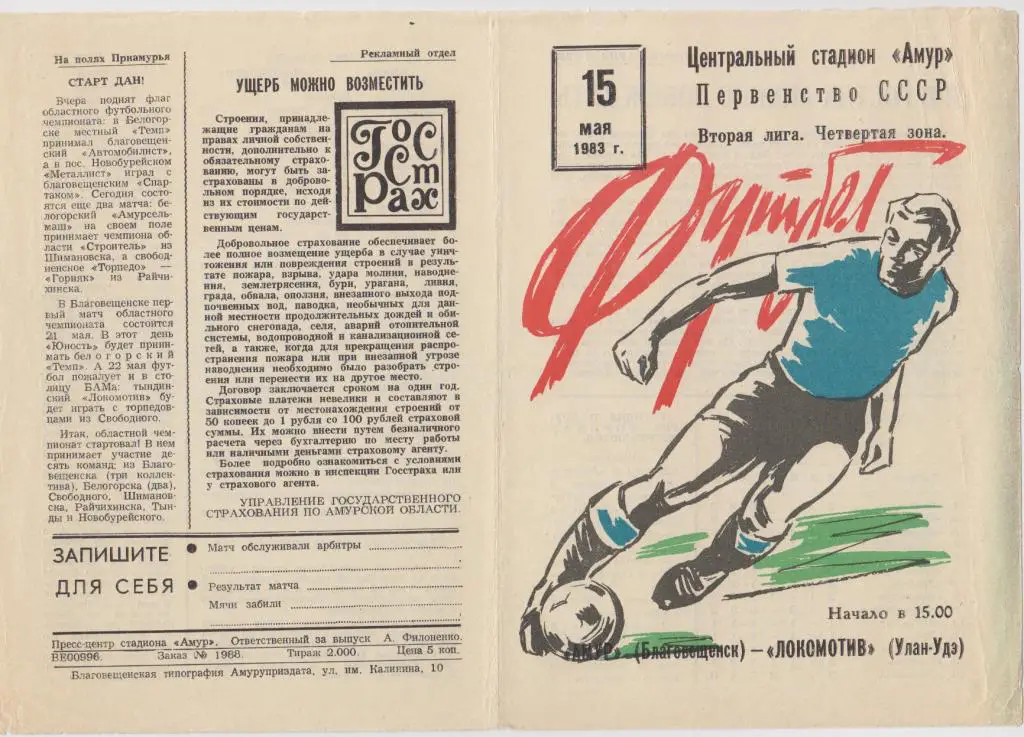 На полях Приамурья
СТАРТ ДАН!
Вчера поднят флаг
областного футбольного
чемпионата: в Белогор-
ске местный «Темп»
принимал благовещен-
ский «Автомобилист»,
а в пос. Новобурейском
«Металлист» играл с
благовещенским «Спар-
таком». Сегодня состо-
ятся еще два матча: бе-
логорский «Амурсель-
маш» на своем поле
принимает чемпиона об-
ласти «Строитель» из
Шимановска, а свобод-
ненское «Торпедо» —
«Горняк» из Райчи-
хинска.
В Благовещенске пер-
вый матч областного
чемпионата состоится
21 мая. В этот день
«Юность» будет прини-
мать белогорский
«Темп». А 22 мая фут-
бол пожалует и в сто-
лицу БАМа: тындин-
ский «Локомотив» бу-
дет играть с торпедов-
цами из Свободного.
Итак, областной чем-
пионат стартовал! В нем
принимает участие де-
сять команд: из Благо-
вещенска (три коллек-
тива), Белогорска (два),
Свободного, Шиманов-
ска, Райчихинска, Тын-
ды и Новобурейского.
Рекламный отдел
УЩЕРБ МОЖНО ВОЗМЕСТИТЬ
Строения, принадле-
жащие гражданам на
правах личной собствен-
ности, дополнительно к
обязательному страхо-
ванию, могут быть за-
страхованы в доброволь-
ном порядке, исходя
из их стоимости по дей-
ствующим государст-
венным ценам.
ГОССТРАХ
Добровольное страхование обеспечивает бо-
лее полное возмещение ущерба в случае унич-
тожения или повреждения строений в резуль-
тате пожара, взрыва, удара молнии, наводне-
ния, землетрясения, бури, урагана, ливня,
града, обвала, оползня, внезапного выхода под-
почвенных вод, паводка, необычных для дан-
ной местности продолжительных дождей и оби-
льного снегопада, селя, аварий отопительной
системы, водопроводной и канализационной се-
тей, а также, когда для прекращения распро-
странения пожара или при внезапной угрозе
наводнения необходимо было разобрать стро-
ения или перенести их на другое место.
Договор заключается сроком на один год.
Страховые платежи невелики и составляют в
зависимости от местонахождения строений от
50 копеек до 1 рубля со 100 рублей страховой
суммы. Их можно внести путем безналичного
расчета через бухгалтерию по месту работы
или наличными деньгами страховому агенту.
Более подробно ознакомиться с условиями
страхования можно в инспекции Госстраха или
у страхового агента.
УПРАВЛЕНИЕ ГОСУДАРСТВЕННОГО
СТРАХОВАНИЯ ПО АМУРСКОЙ ОБЛАСТИ.
ЗАПИШИТЕ
ДЛЯ СЕБЯ
Матч обслуживали арбитры
Результат матча
Мячи забили
Пресс-центр стадиона «Амур». Ответственный за выпуск А. Филоненко.
ВЕ00996. Заказ № 1988. Тираж 2.000. Цена 5 коп.
Благовещенская типография Амуруприздата, ул. им. Калинина, 10
15
мая
1983 г.
Центральный стадион «Амур»
Первенство СССР
Вторая лига. Четвертая зона.
Футбол
Начало в 15.00
«АМУР» (Благовещенск) — «ЛОКОМОТИВ» (Улан-Удэ)